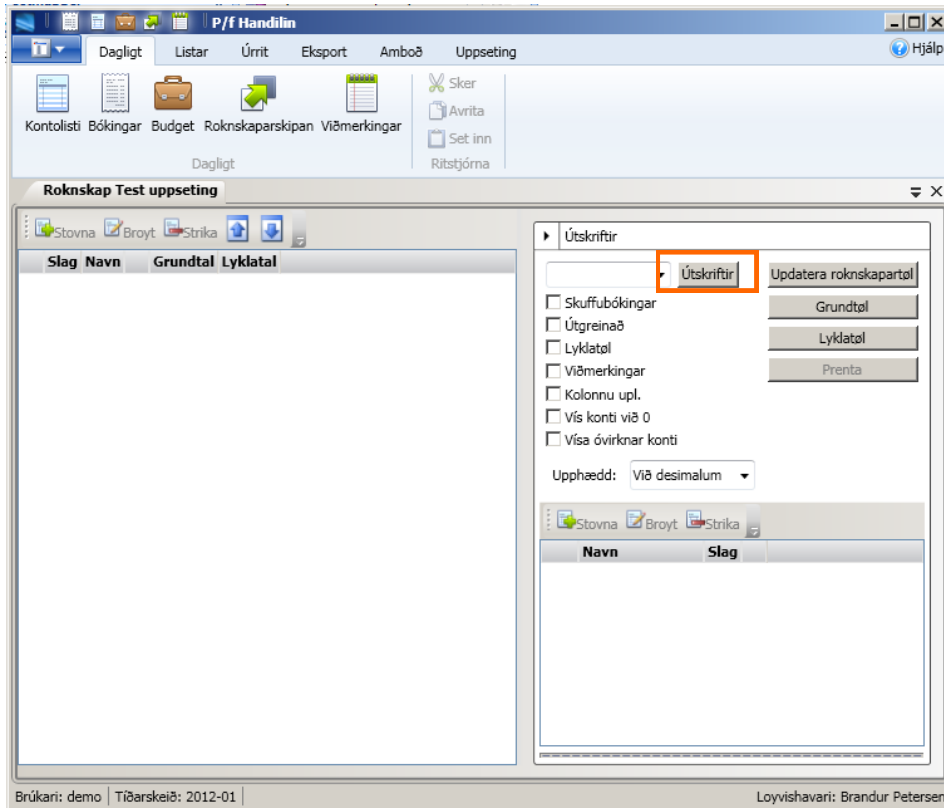 P/f Handilin
Dagligt Listar Úrrit Eksport Amboð Uppseting Hjálp
Kontolisti Bókingar Budget Roknskaparskipan Viðmerkingar
Sker
Avrita
Set inn
Dagligt Ritstjórna
Roknskap Test uppseting
Stovna Broyt Strika
Slag Navn Grundtal Lyklatal
Útskriftir
Útskriftir Updatera roknskapartøl
Skuffubókingar Grundtøl
Útgreinað
Lyklatøl Lyklatøl
Viðmerkingar Prenta
Kolonnu upl.
Vís konti við 0
Vísa óvirknar konti
Upphædd: Við desimalum
Stovna Broyt Strika
Navn Slag
Brúkari: demo Tíðarskeið: 2012-01 Loyvishavari: Brandur Petersen